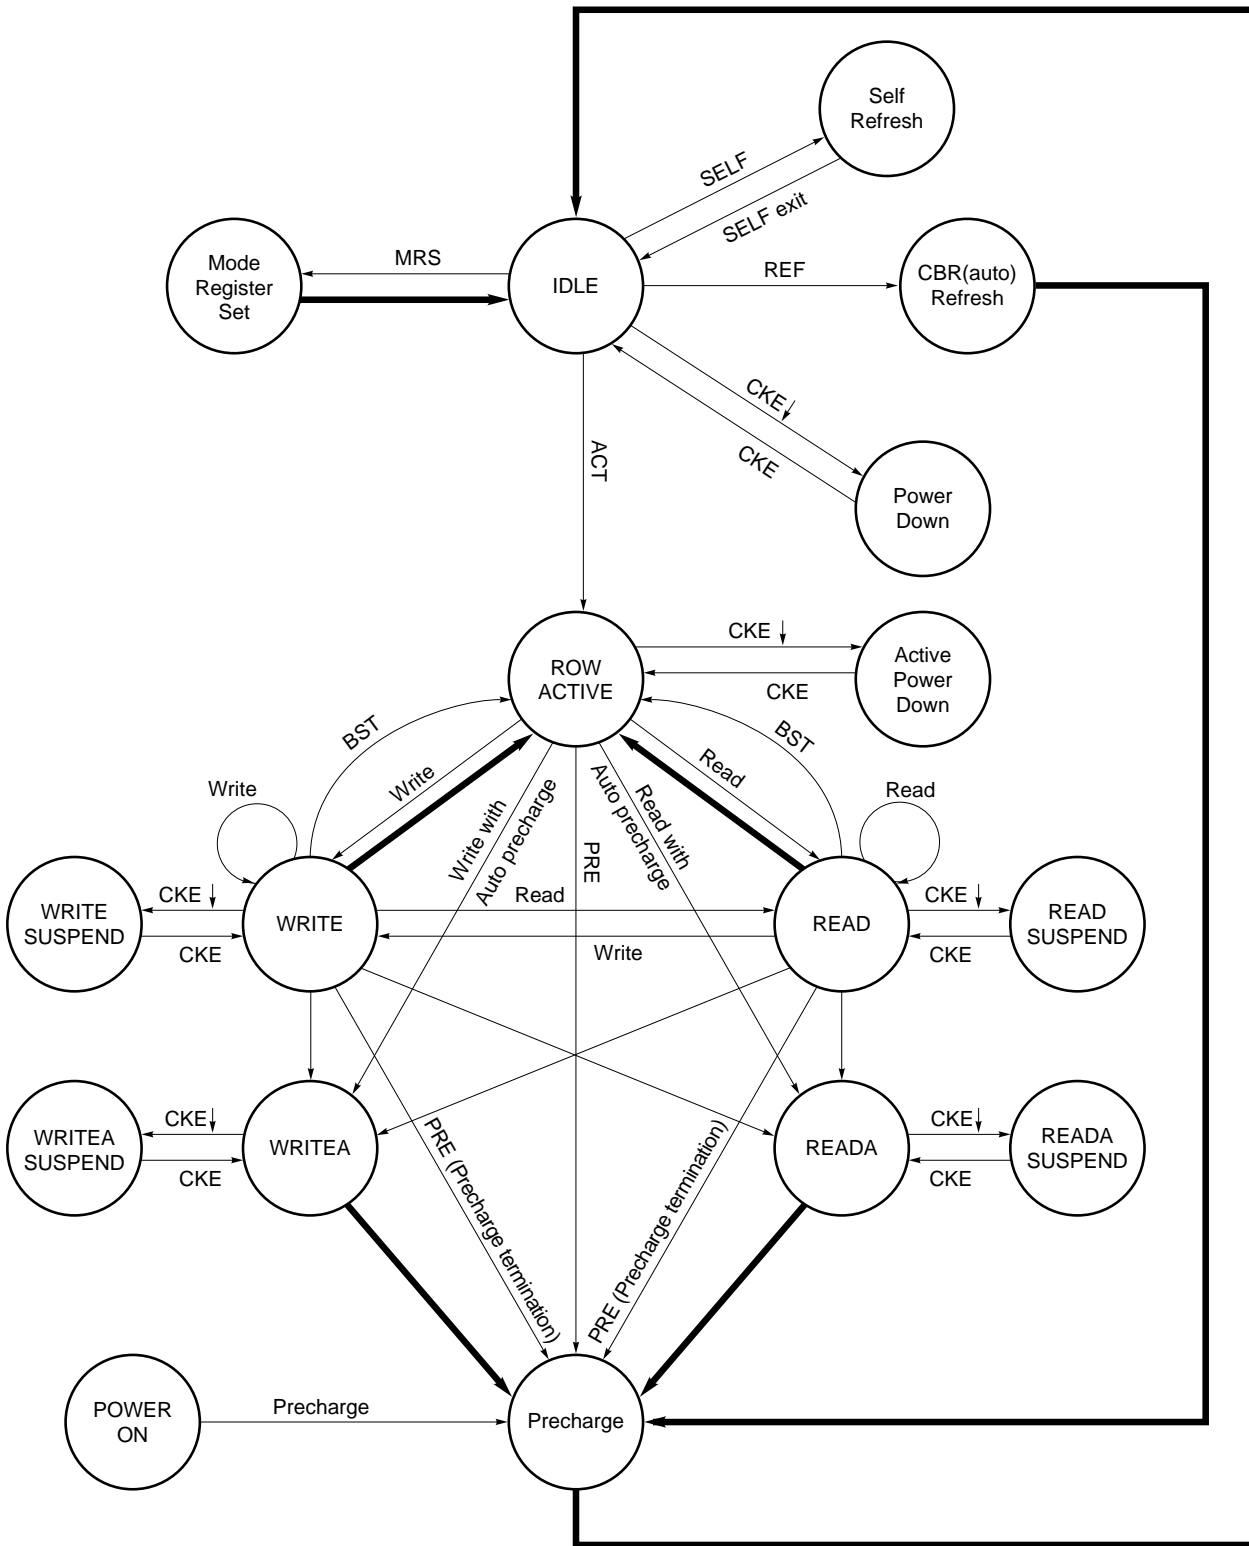 Self
Refresh
SELF
SELF exit
Mode
Register
Set
MRS
IDLE
REF
CBR(auto)
Refresh
CKE↓
CKE
ACT
Power
Down
ROW
ACTIVE
CKE ↓
CKE
Active
Power
Down
BST
BST
Write
Read
Write
Read
Write with
Auto precharge
PRE
Read with
Auto precharge
WRITE
SUSPEND
CKE ↓
CKE
WRITE
Read
Write
READ
CKE ↓
CKE
READ
SUSPEND
WRITEA
SUSPEND
CKE↓
CKE
WRITEA
PRE (Precharge termination)
PRE (Precharge termination)
READA
CKE↓
CKE
READA
SUSPEND
POWER
ON
Precharge
Precharge